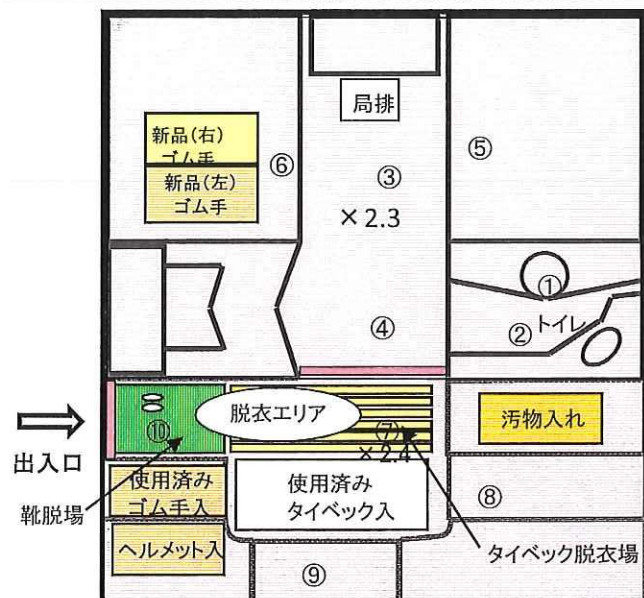 局排
新品(右)
ゴム手
新品(左)
ゴム手
⑥
③
⑤
×2.3
①
④
②
トイレ
出入口
⑩
脱衣エリア
⑦
×2.4
汚物入れ
靴脱場
使用済み
ゴム手入
使用済み
タイベック入
⑧
ヘルメット入
⑨
タイベック脱衣場